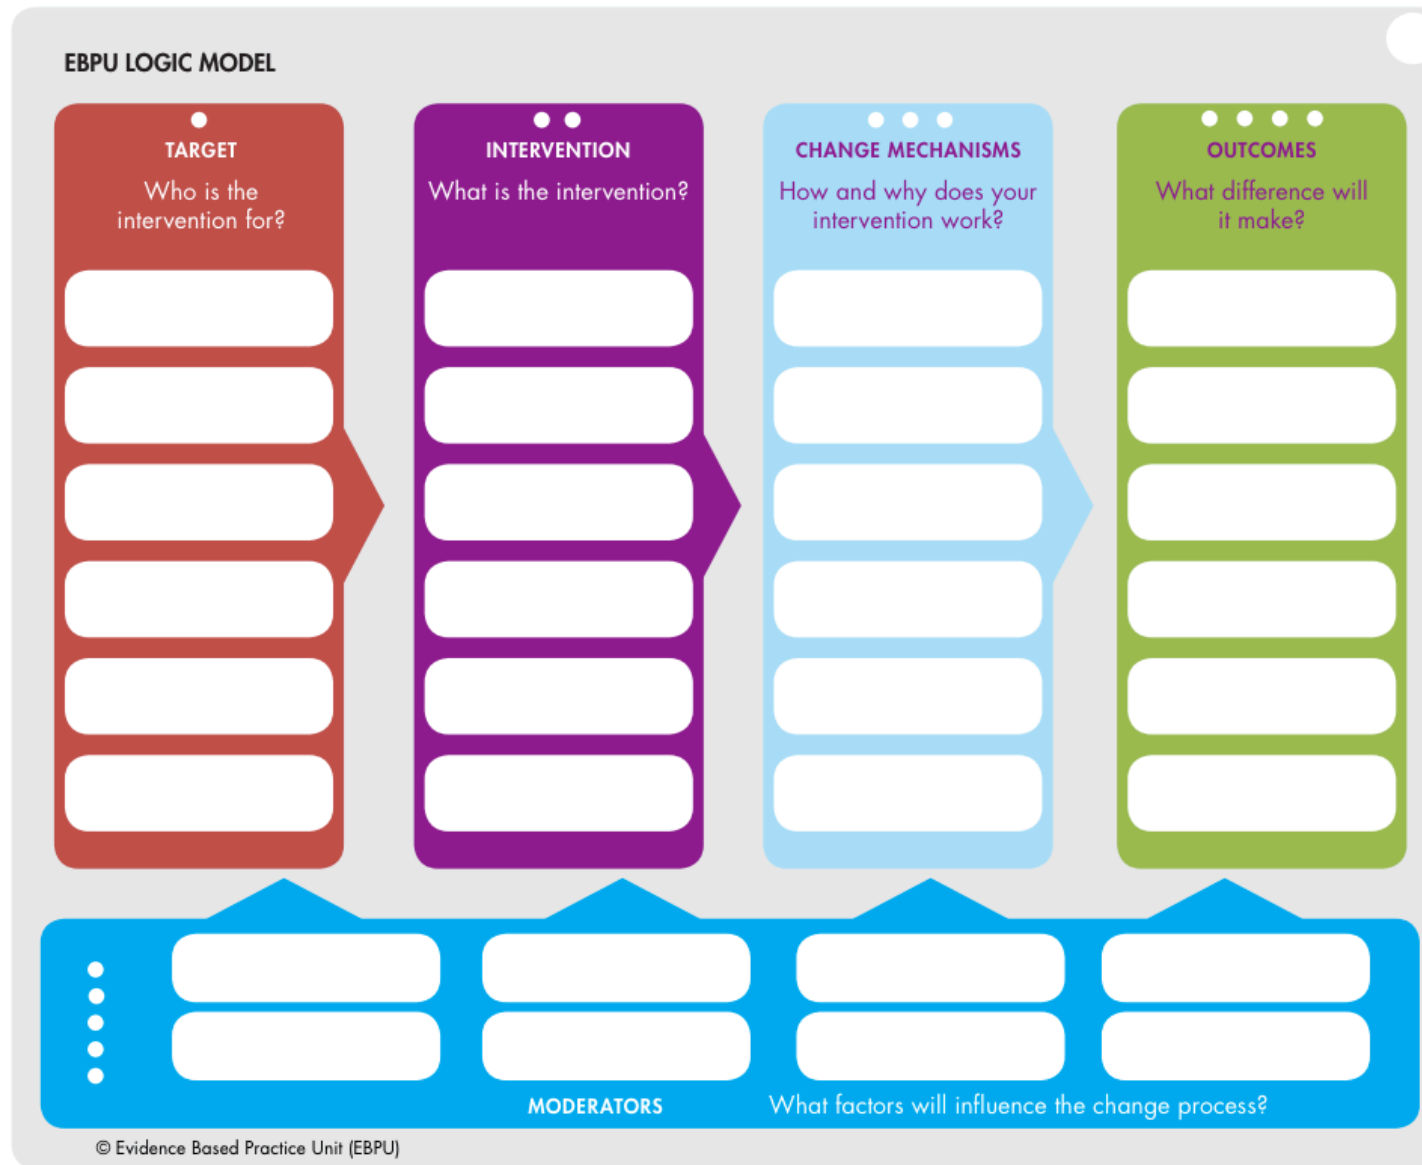 EBPU LOGIC MODEL
TARGET
Who is the
intervention for?
INTERVENTION
What is the intervention?
CHANGE MECHANISMS
How and why does your
intervention work?
OUTCOMES
What difference will
it make?
MODERATORS What factors will influence the change process?
© Evidence Based Practice Unit (EBPU)